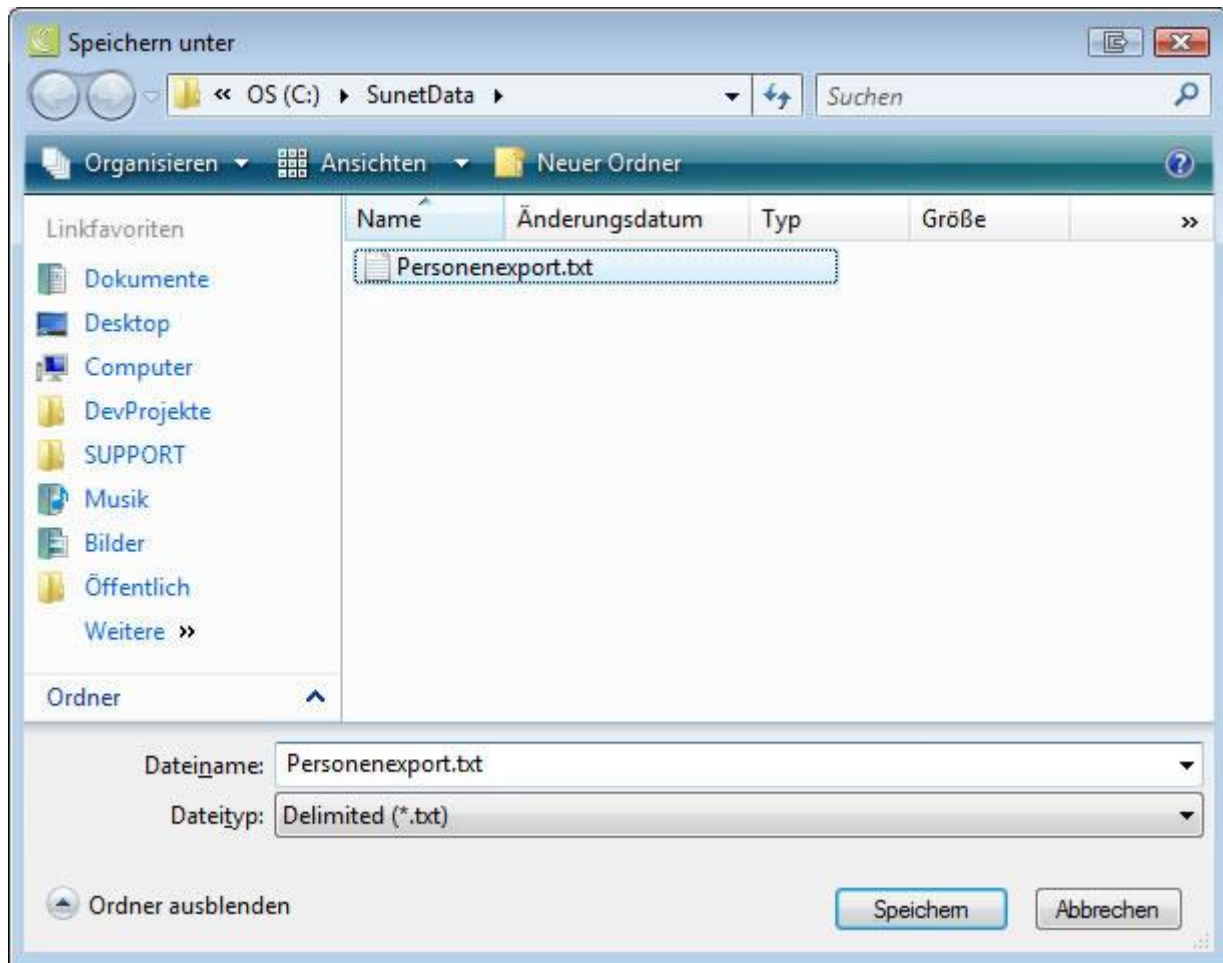 Speichern unter
« OS (C:) ▸ SunetData ▸ Suchen
Organisieren Ansichten Neuer Ordner
Linkfavoriten
Name Änderungsdatum Typ Größe »
Personenexport.txt
Dokumente
Desktop
Computer
DevProjekte
SUPPORT
Musik
Bilder
Öffentlich
Weitere »
Ordner
Dateiname: Personenexport.txt
Dateityp: Delimited (*.txt)
Ordner ausblenden
Speichern Abbrechen